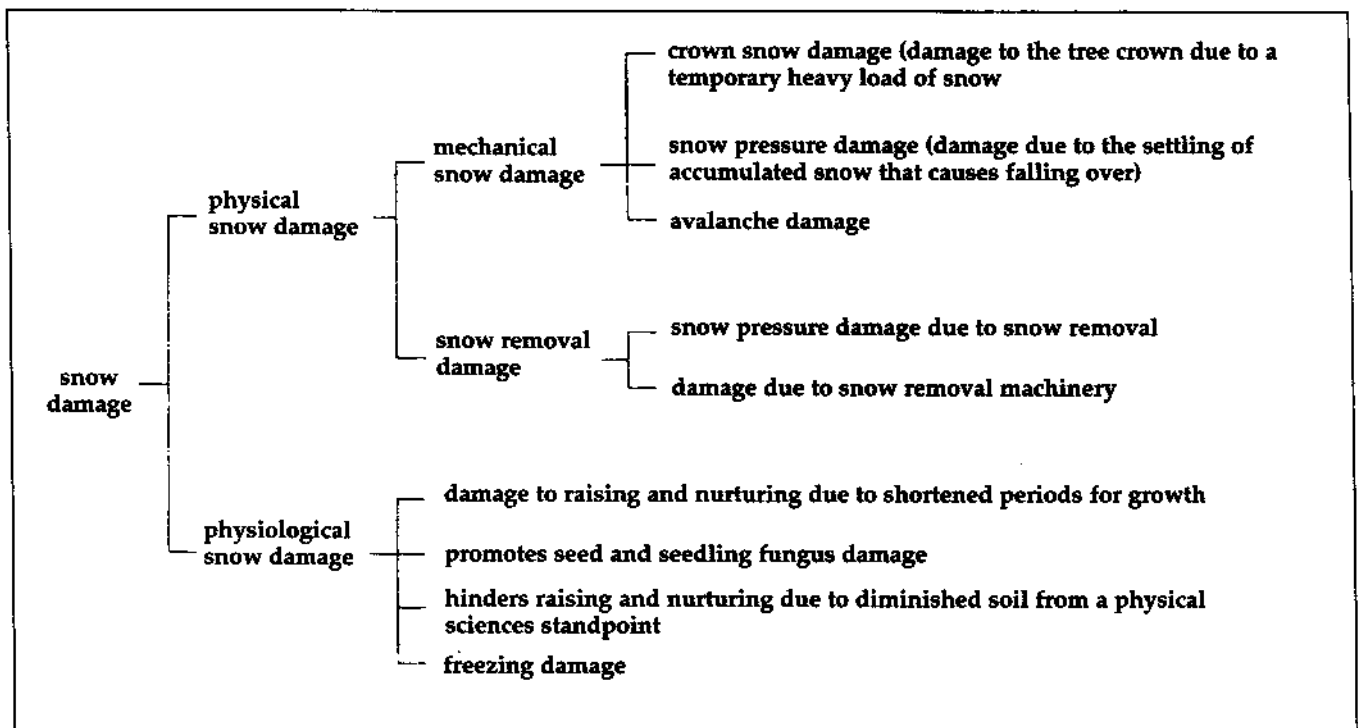 crown snow damage (damage to the tree crown due to a
temporary heavy load of snow
mechanical
snow damage
snow pressure damage (damage due to the settling of
accumulated snow that causes falling over)
physical
snow damage
avalanche damage
snow removal
damage
snow pressure damage due to snow removal
damage due to snow removal machinery
snow
damage
physiological
snow damage
damage to raising and nurturing due to shortened periods for growth
promotes seed and seedling fungus damage
hinders raising and nurturing due to diminished soil from a physical
sciences standpoint
freezing damage